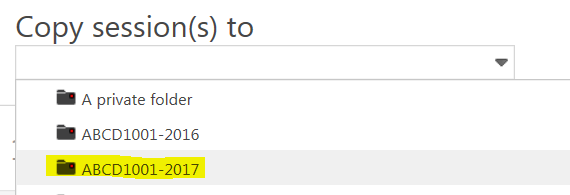 Copy session(s) to
A private folder
ABCD1001-2016
ABCD1001-2017